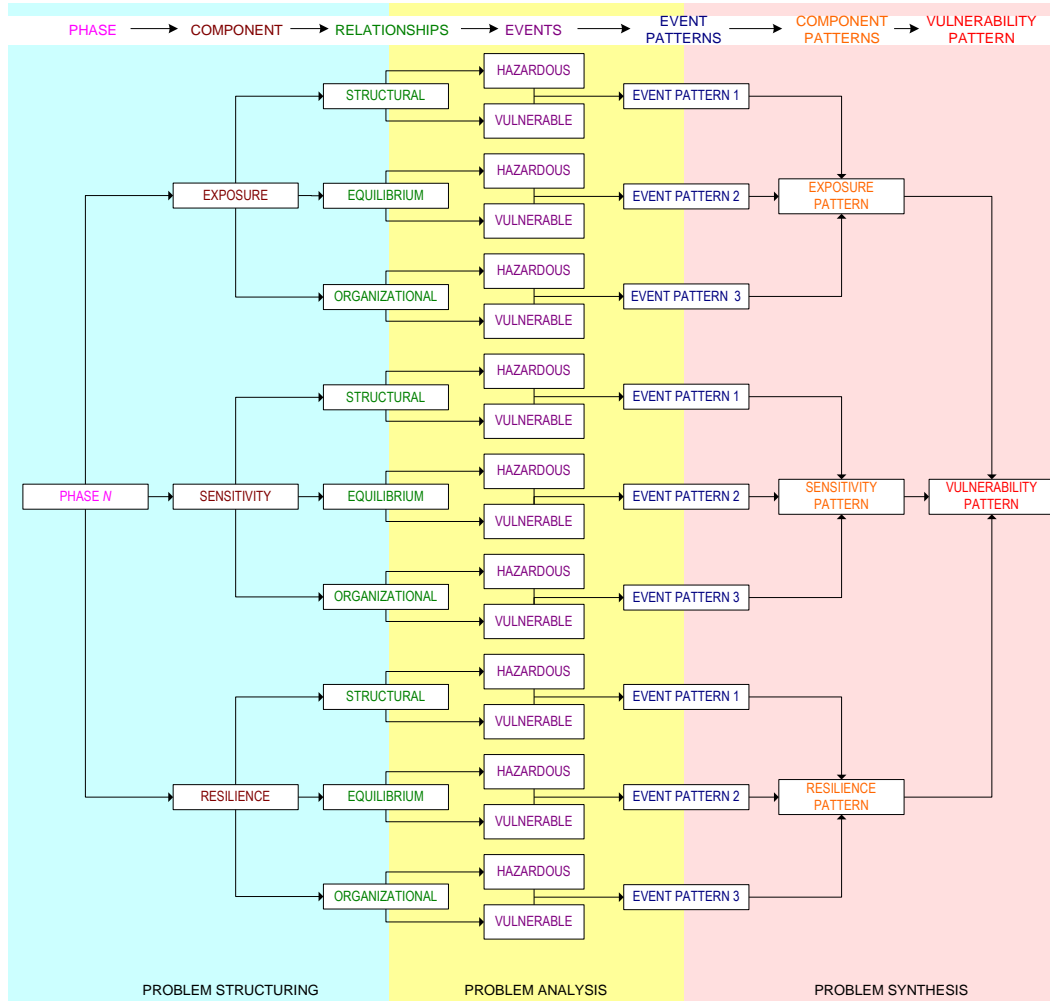 PHASE
COMPONENT
RELATIONSHIPS
EVENTS
EVENT
PATTERNS
COMPONENT
PATTERNS
VULNERABILITY
PATTERN
HAZARDOUS
STRUCTURAL
EVENT PATTERN 1
VULNERABLE
HAZARDOUS
EXPOSURE
EQUILIBRIUM
EVENT PATTERN 2
EXPOSURE
PATTERN
VULNERABLE
HAZARDOUS
ORGANIZATIONAL
EVENT PATTERN 3
VULNERABLE
HAZARDOUS
STRUCTURAL
EVENT PATTERN 1
VULNERABLE
HAZARDOUS
PHASE N
SENSITIVITY
EQUILIBRIUM
EVENT PATTERN 2
SENSITIVITY
PATTERN
VULNERABILITY
PATTERN
VULNERABLE
HAZARDOUS
ORGANIZATIONAL
EVENT PATTERN 3
VULNERABLE
HAZARDOUS
STRUCTURAL
EVENT PATTERN 1
VULNERABLE
HAZARDOUS
RESILIENCE
EQUILIBRIUM
EVENT PATTERN 2
RESILIENCE
PATTERN
VULNERABLE
HAZARDOUS
ORGANIZATIONAL
EVENT PATTERN 3
VULNERABLE
PROBLEM STRUCTURING
PROBLEM ANALYSIS
PROBLEM SYNTHESIS